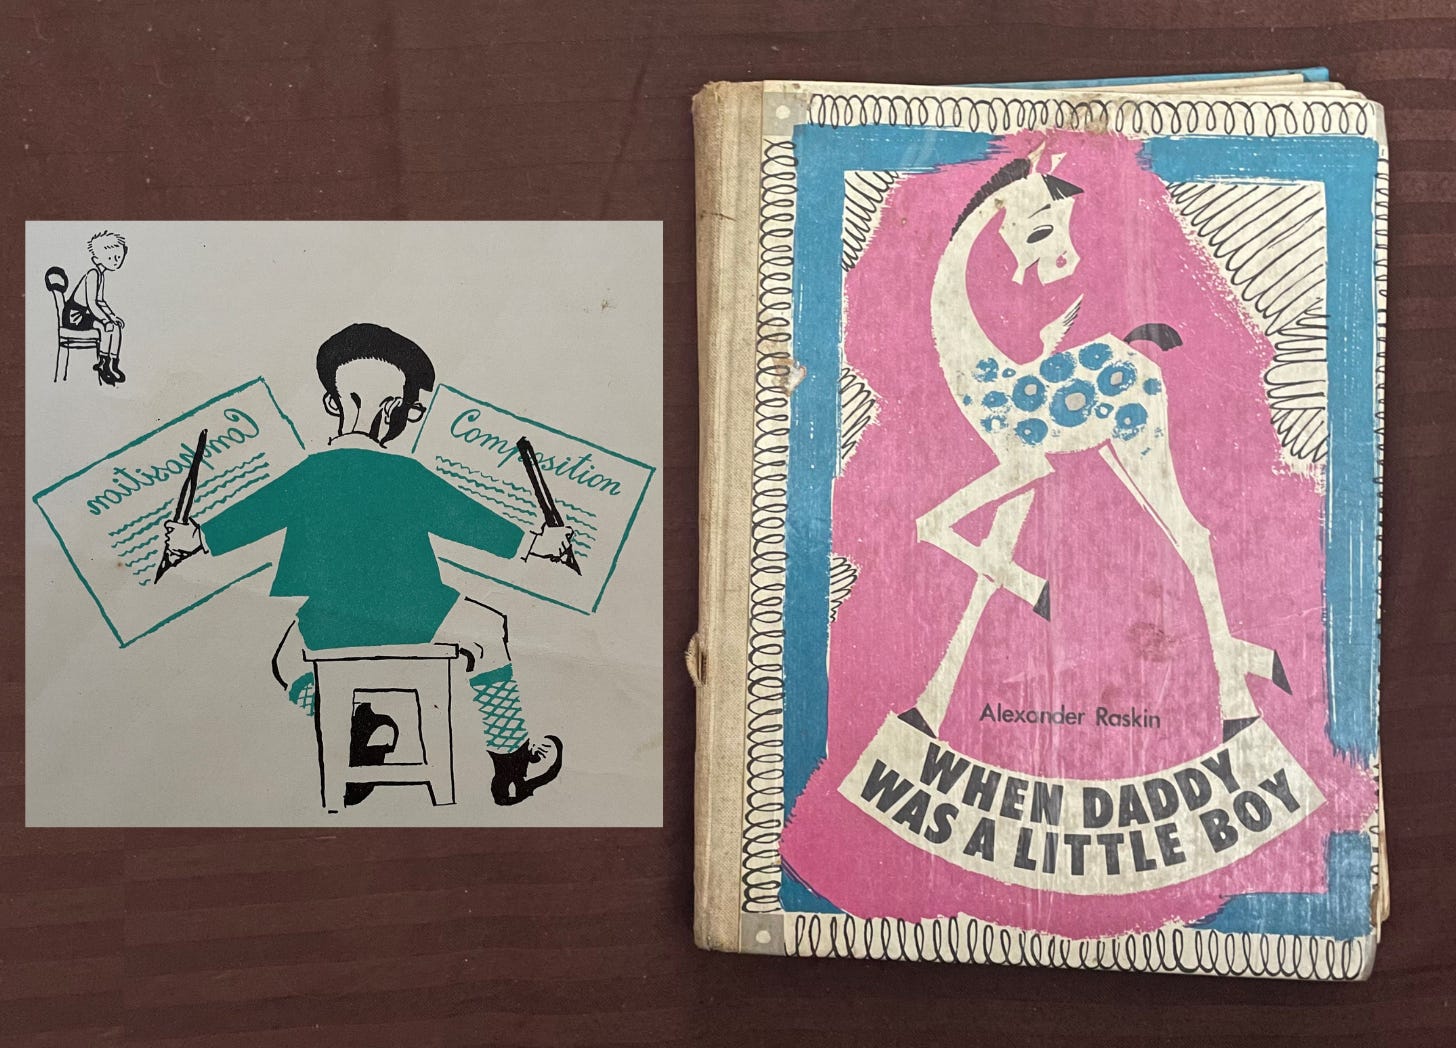 Composition
Composition
Alexander Raskin
WHEN DADDY
WAS A LITTLE BOY